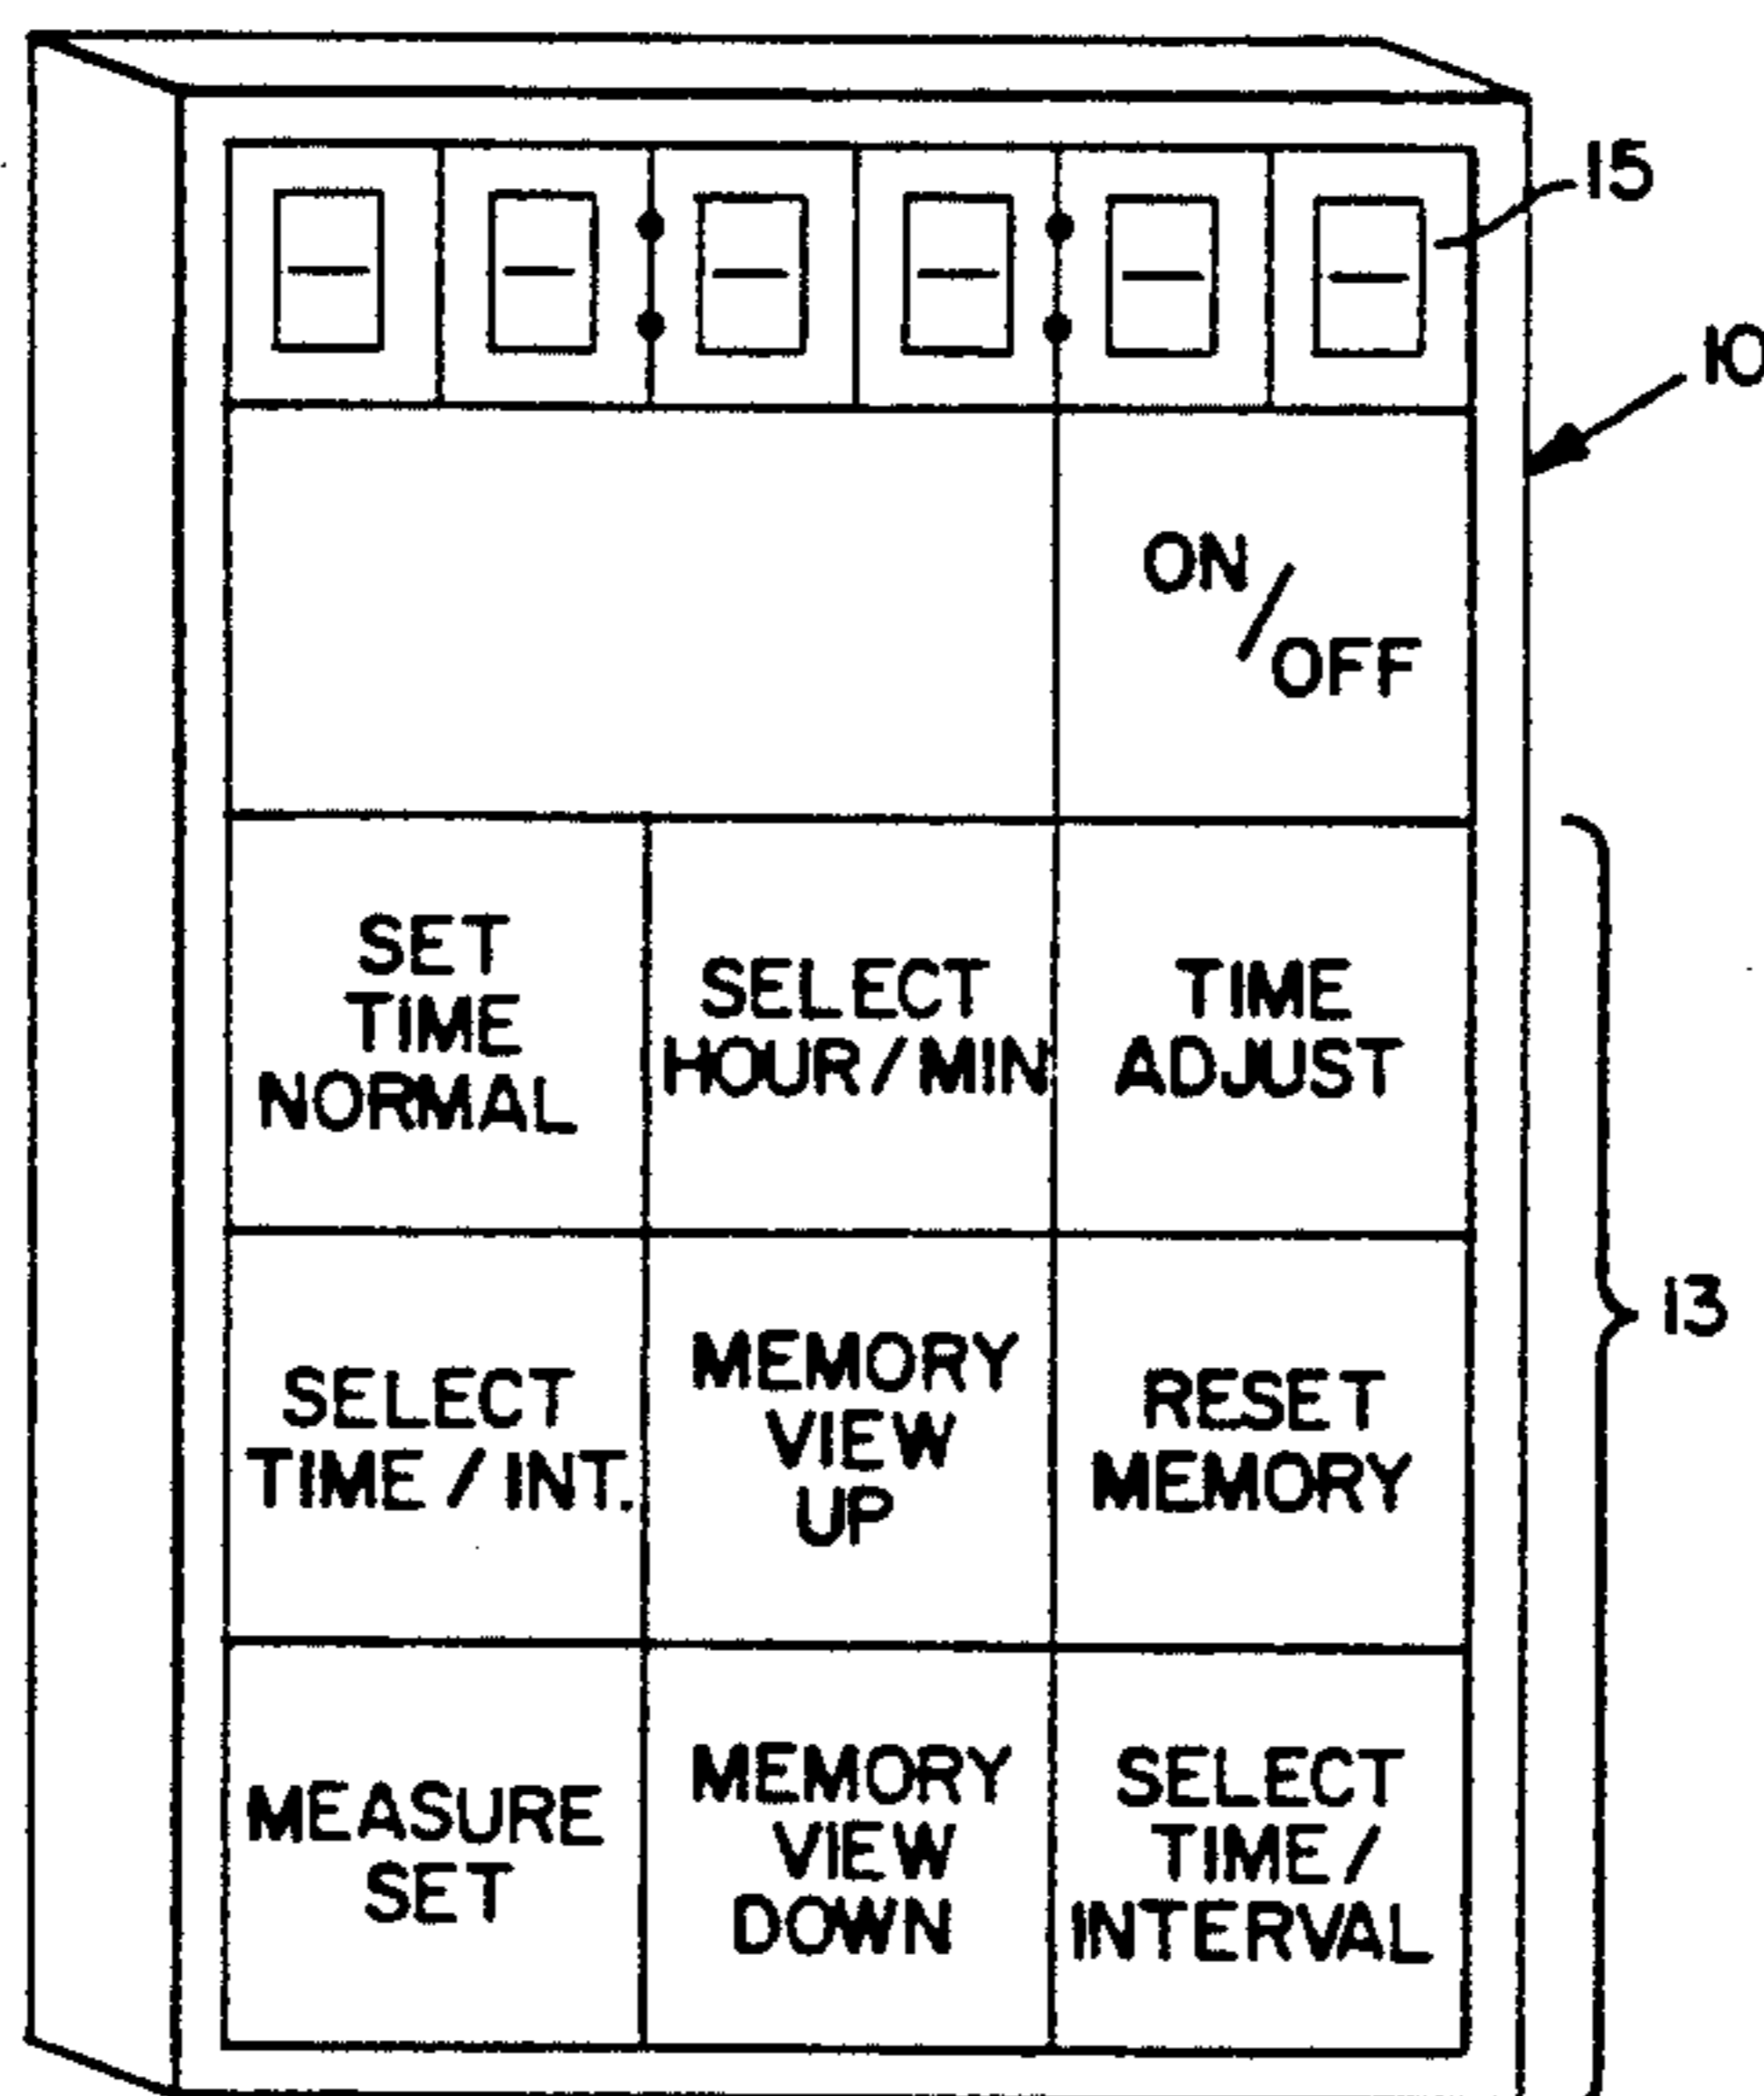 15
10
ON/OFF
SET
TIME
NORMAL
SELECT
HOUR/MIN
TIME
ADJUST
13
SELECT
TIME/INT.
MEMORY
VIEW
UP
RESET
MEMORY
MEASURE
SET
MEMORY
VIEW
DOWN
SELECT
TIME/
INTERVAL